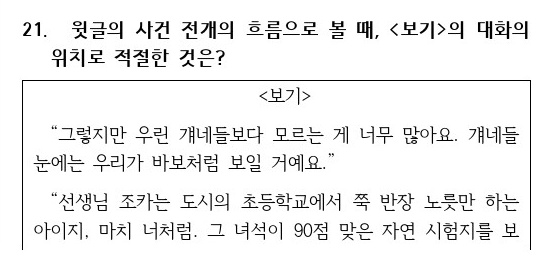 21. 윗글의 사건 전개의 흐름으로 볼 때, <보기>의 대화의
위치로 적절한 것은?
<보기>
“그렇지만 우린 걔네들보다 모르는 게 너무 많아요. 걔네들
눈에는 우리가 바보처럼 보일 거예요.”
“선생님 조카는 도시의 초등학교에서 쭉 반장 노릇만 하는
아이지, 마치 너처럼. 그 녀석이 90점 맞은 자연 시험지를 보